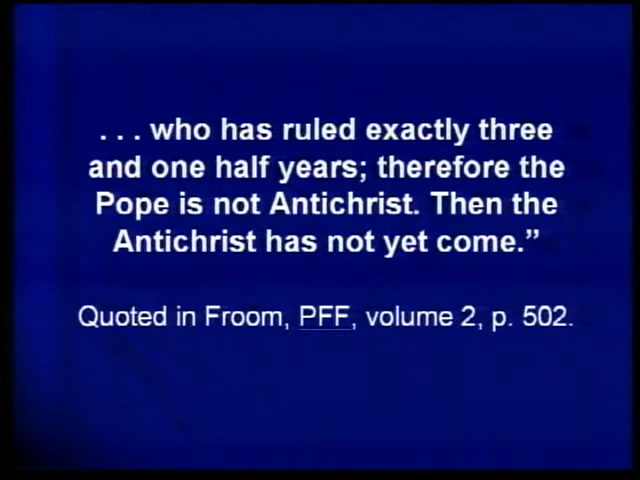 . . . who has ruled exactly three
and one half years; therefore the
Pope is not Antichrist. Then the
Antichrist has not yet come.”
Quoted in Froom, PFF, volume 2, p. 502.